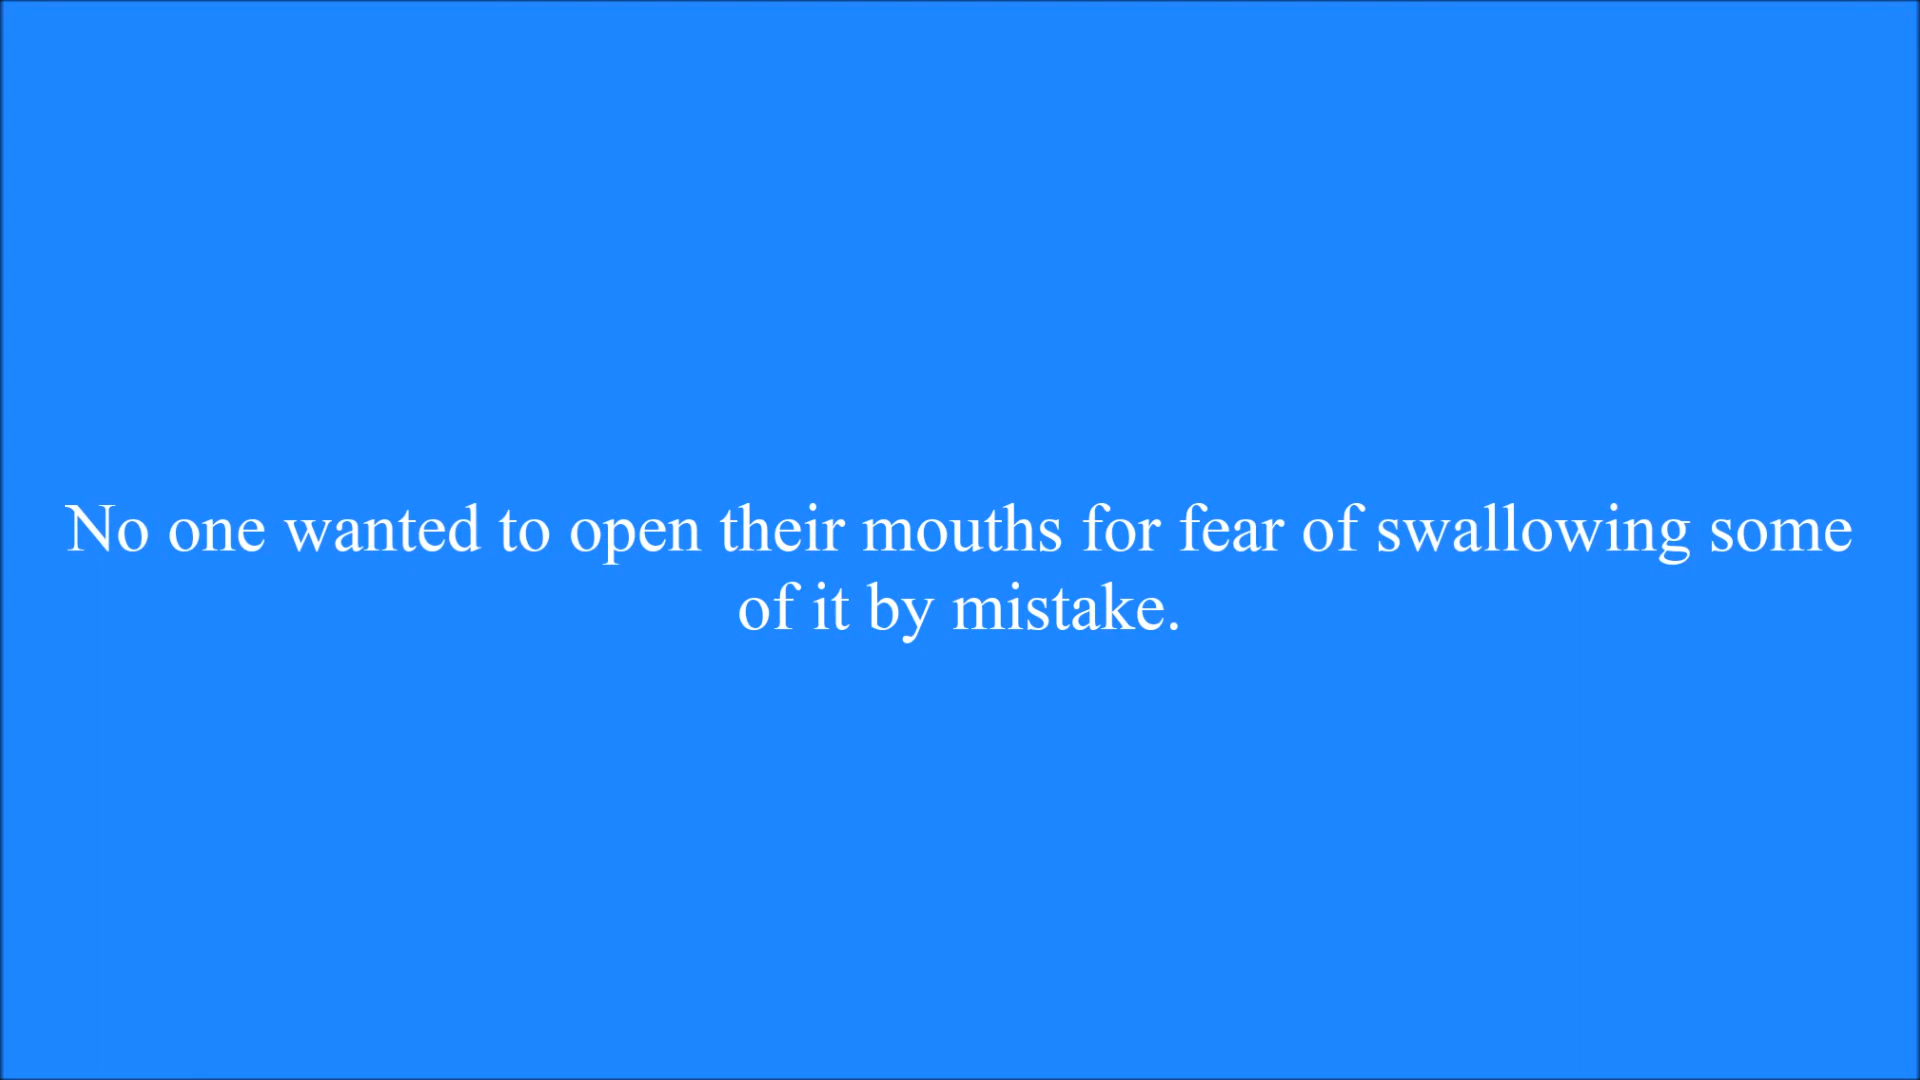 No one wanted to open their mouths for fear of swallowing some
of it by mistake.